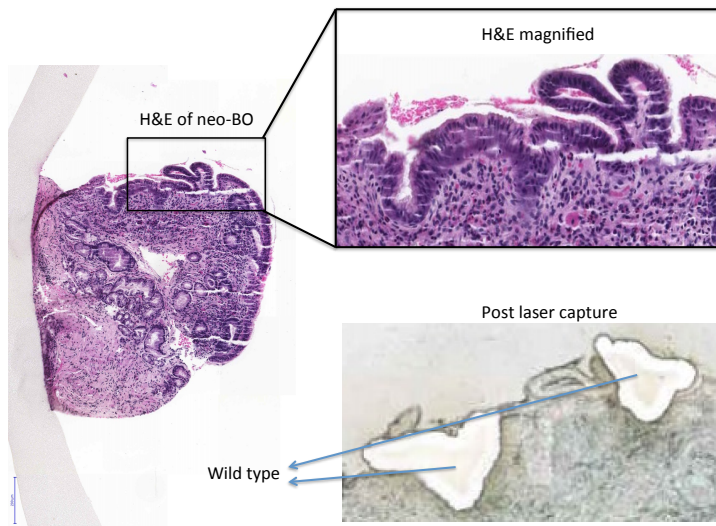 H&E magnified
H&E of neo-BO
Post laser capture
Wild type